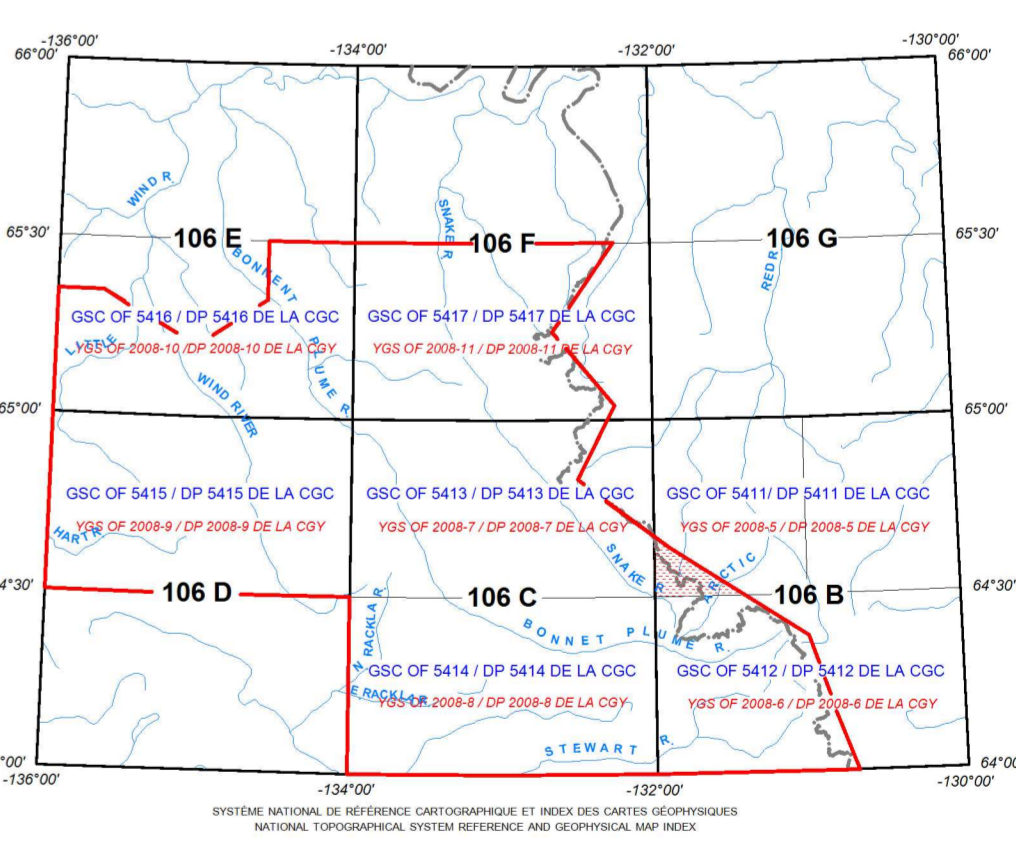 -136°00' -134°00' -132°00' -130°00'
66°00' 66°00'
WIND R.
SNAKE R
65°30' 106 E 106 F 106 G 65°30'
BONNENT PLUME R.
RED R.
GSC OF 5416 / DP 5416 DE LA CGC GSC OF 5417 / DP 5417 DE LA CGC
LITTLE WIND RIVER
YGS OF 2008-10 /DP 2008-10 DE LA CGY YGS OF 2008-11 / DP 2008-11 DE LA CGY
65°00' 65°00'
GSC OF 5415 / DP 5415 DE LA CGC GSC OF 5413 / DP 5413 DE LA CGC GSC OF 5411/ DP 5411 DE LA CGC
YGS OF 2008-9 / DP 2008-9 DE LA CGY YGS OF 2008-7 / DP 2008-7 DE LA CGY YGS OF 2008-5 / DP 2008-5 DE LA CGY
HART R.
SNAKE R.
ARCTIC
4°30' 106 D 106 C 106 B 64°30'
N RACKLA R.
BONNET PLUME R.
GSC OF 5414 / DP 5414 DE LA CGC GSC OF 5412 / DP 5412 DE LA CGC
E RACKLA R.
YGS OF 2008-8 / DP 2008-8 DE LA CGY YGS OF 2008-6 / DP 2008-6 DE LA CGY
STEWART R.
°00' 64°00
-136°00' -134°00' -132°00' -130°00'
SYSTÈME NATIONAL DE RÉFÉRENCE CARTOGRAPHIQUE ET INDEX DES CARTES GÉOPHYSIQUES
NATIONAL TOPOGRAPHICAL SYSTEM REFERENCE AND GEOPHYSICAL MAP INDEX